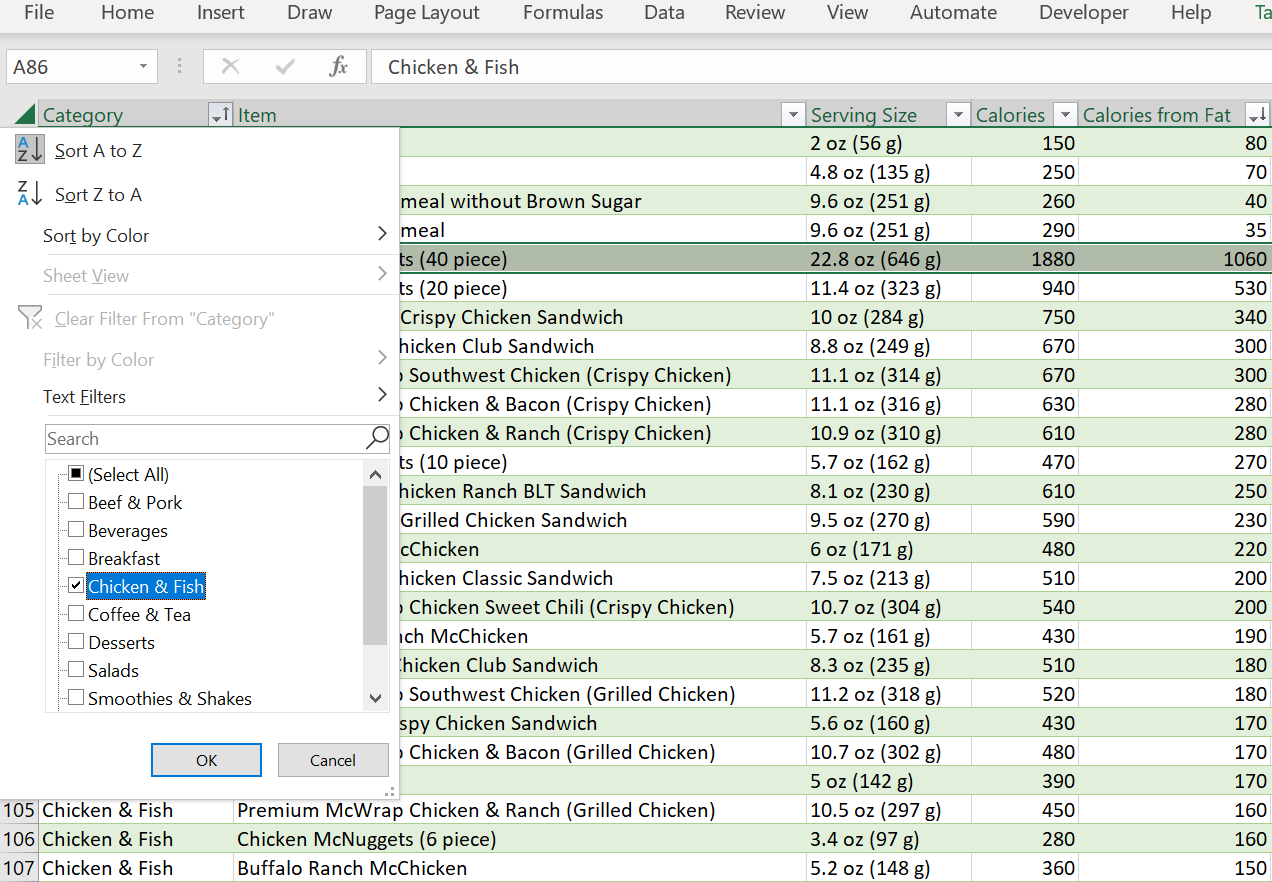 File Home Insert Draw Page Layout Formulas Data Review View Automate Developer Help Ta
A86 fx Chicken & Fish
Category Item Serving Size Calories Calories from Fat
Sort A to Z
Sort Z to A
Sort by Color
Sheet View
Clear Filter From "Category"
Filter by Color
Text Filters
Search
(Select All)
Beef & Pork
Beverages
Breakfast
Chicken & Fish
Coffee & Tea
Desserts
Salads
Smoothies & Shakes
OK Cancel
2 oz (56 g) 150 80
4.8 oz (135 g) 250 70
meal without Brown Sugar 9.6 oz (251 g) 260 40
meal 9.6 oz (251 g) 290 35
ts (40 piece) 22.8 oz (646 g) 1880 1060
ts (20 piece) 11.4 oz (323 g) 940 530
Crispy Chicken Sandwich 10 oz (284 g) 750 340
hicken Club Sandwich 8.8 oz (249 g) 670 300
Southwest Chicken (Crispy Chicken) 11.1 oz (314 g) 670 300
Chicken & Bacon (Crispy Chicken) 11.1 oz (316 g) 630 280
Chicken & Ranch (Crispy Chicken) 10.9 oz (310 g) 610 280
ts (10 piece) 5.7 oz (162 g) 470 270
hicken Ranch BLT Sandwich 8.1 oz (230 g) 610 250
Grilled Chicken Sandwich 9.5 oz (270 g) 590 230
cChicken 6 oz (171 g) 480 220
hicken Classic Sandwich 7.5 oz (213 g) 510 200
Chicken Sweet Chili (Crispy Chicken) 10.7 oz (304 g) 540 200
nch McChicken 5.7 oz (161 g) 430 190
Chicken Club Sandwich 8.3 oz (235 g) 510 180
Southwest Chicken (Grilled Chicken) 11.2 oz (318 g) 520 180
spy Chicken Sandwich 5.6 oz (160 g) 430 170
Chicken & Bacon (Grilled Chicken) 10.7 oz (302 g) 480 170
5 oz (142 g) 390 170
105 Chicken & Fish Premium McWrap Chicken & Ranch (Grilled Chicken) 10.5 oz (297 g) 450 160
106 Chicken & Fish Chicken McNuggets (6 piece) 3.4 oz (97 g) 280 160
107 Chicken & Fish Buffalo Ranch McChicken 5.2 oz (148 g) 360 150